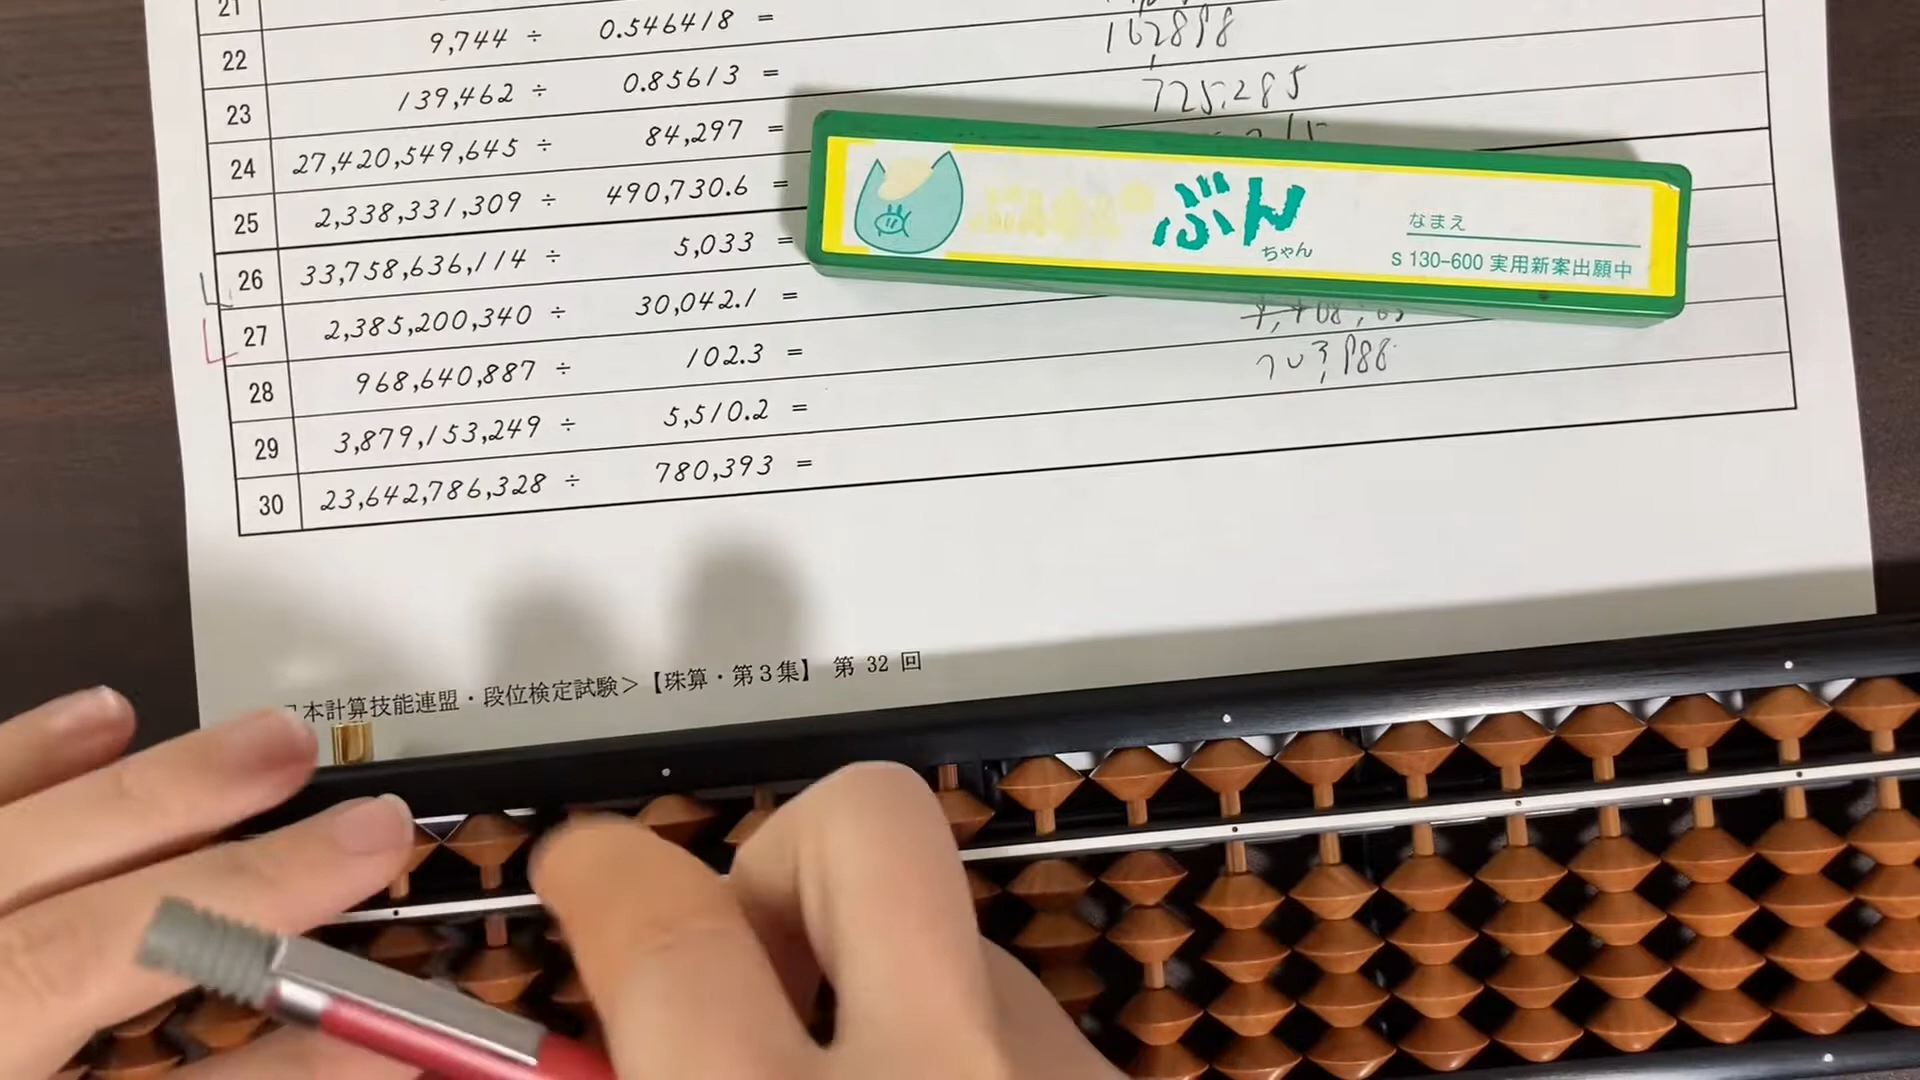 21
22 9,744 ÷ 0.546418 =
23 139,462 ÷ 0.85613 = 725,285
24 27,420,549,645 ÷ 84,297 =
25 2,338,331,309 ÷ 490,730.6 =
26 33,758,636,114 ÷ 5,033 =
27 2,385,200,340 ÷ 30,042.1 =
28 968,640,887 ÷ 102.3 =
29 3,879,153,249 ÷ 5,510.2 =
30 23,642,786,328 ÷ 780,393 =
ぶん
ちゃん
なまえ
S 130-600 実用新案出願中
本計算技能連盟・段位検定試験>【珠算・第3集】 第 32 回